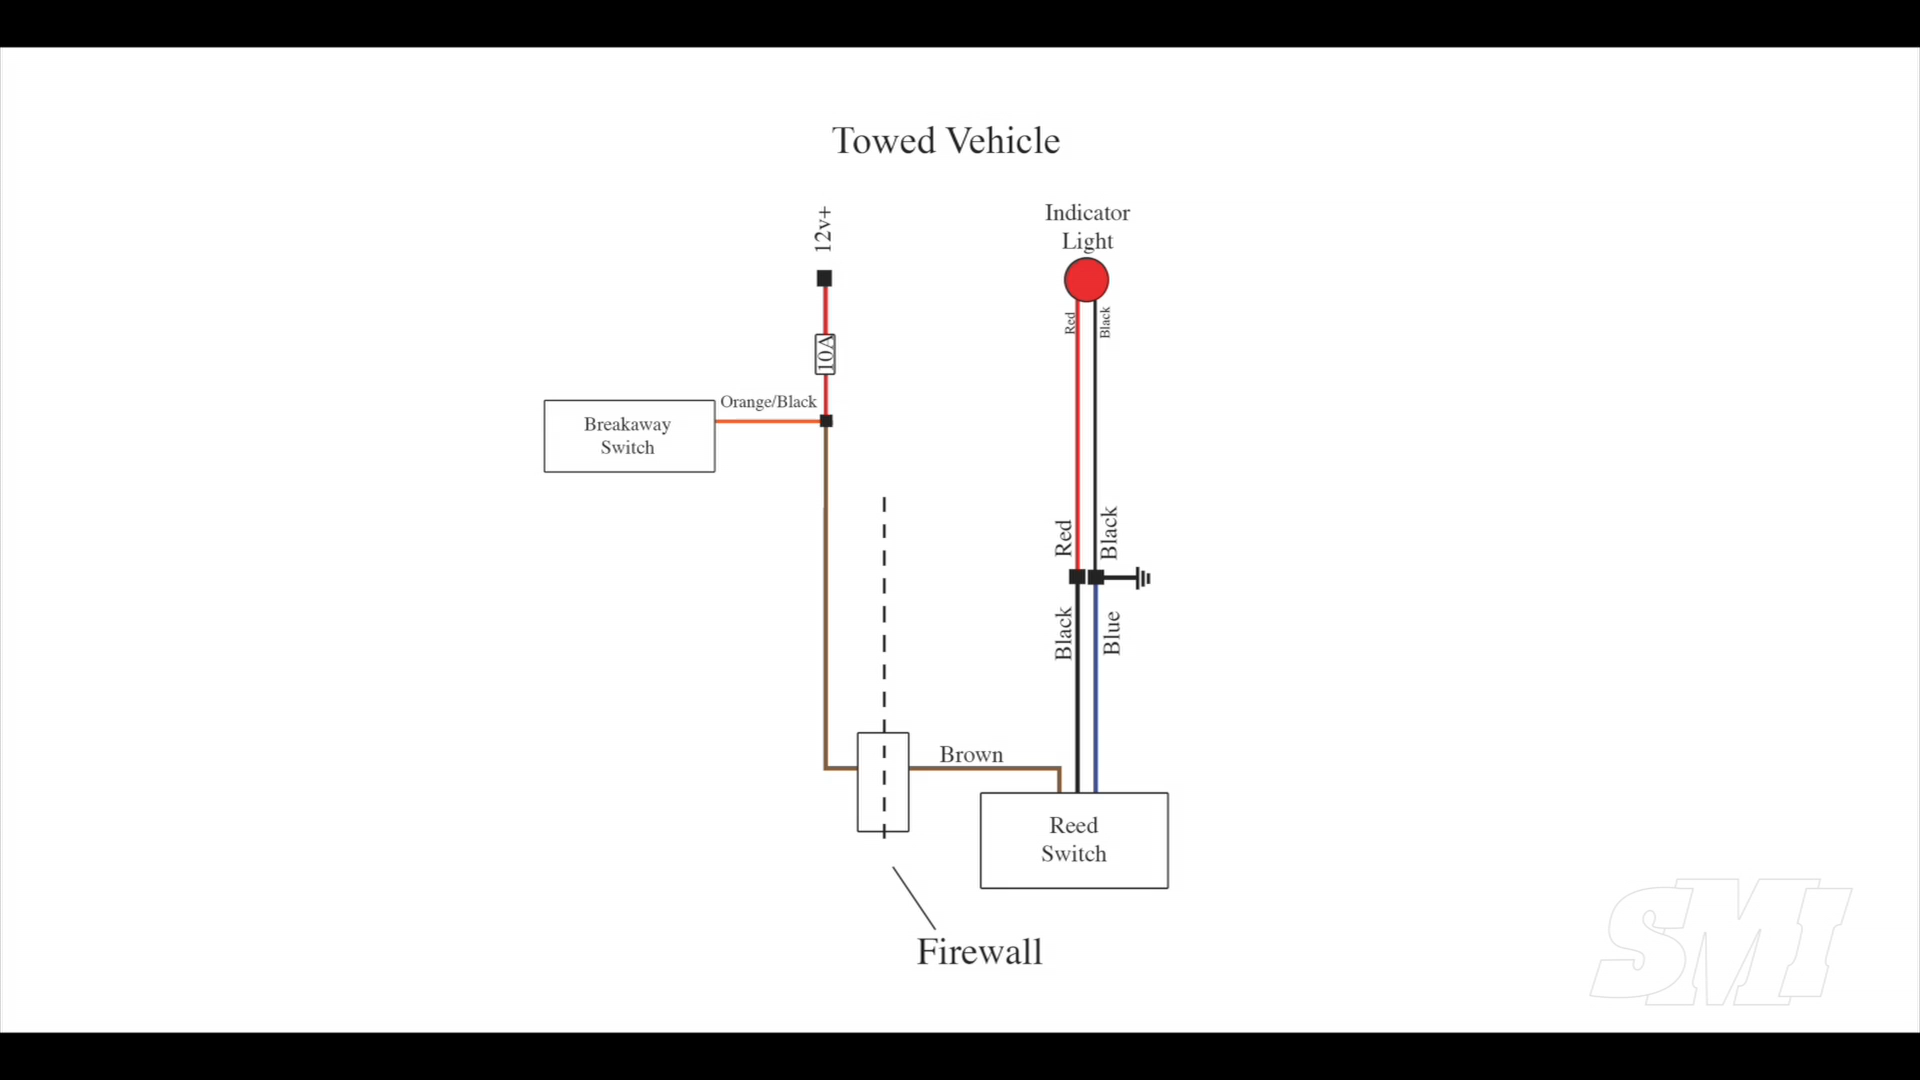 Towed Vehicle
12v+
Indicator
Light
Red
Black
10A
Orange/Black
Breakaway
Switch
Red
Black
Black
Blue
Brown
Reed
Switch
Firewall
SMI